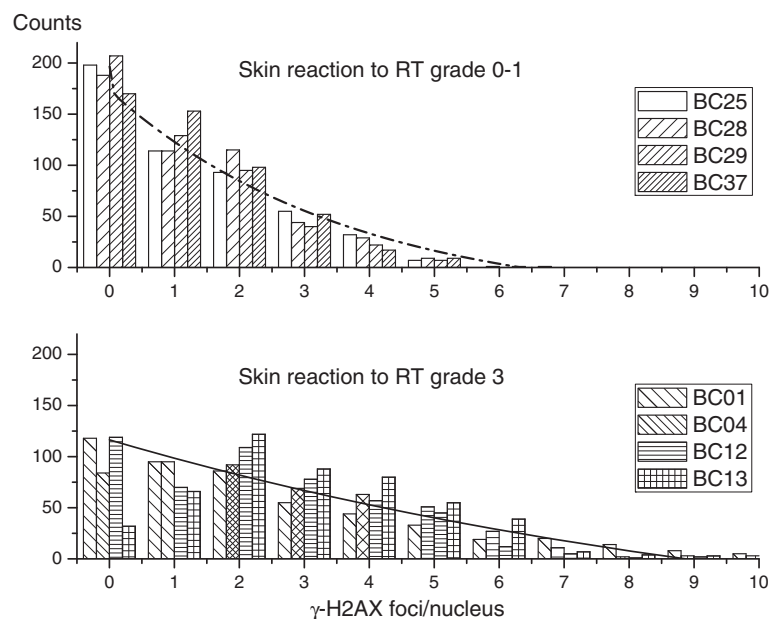 Counts
200
150
100
50
0
Skin reaction to RT grade 0-1
BC25
BC28
BC29
BC37
0 1 2 3 4 5 6 7 8 9 10
200
150
100
50
0
Skin reaction to RT grade 3
BC01
BC04
BC12
BC13
0 1 2 3 4 5 6 7 8 9 10
γ-H2AX foci/nucleus